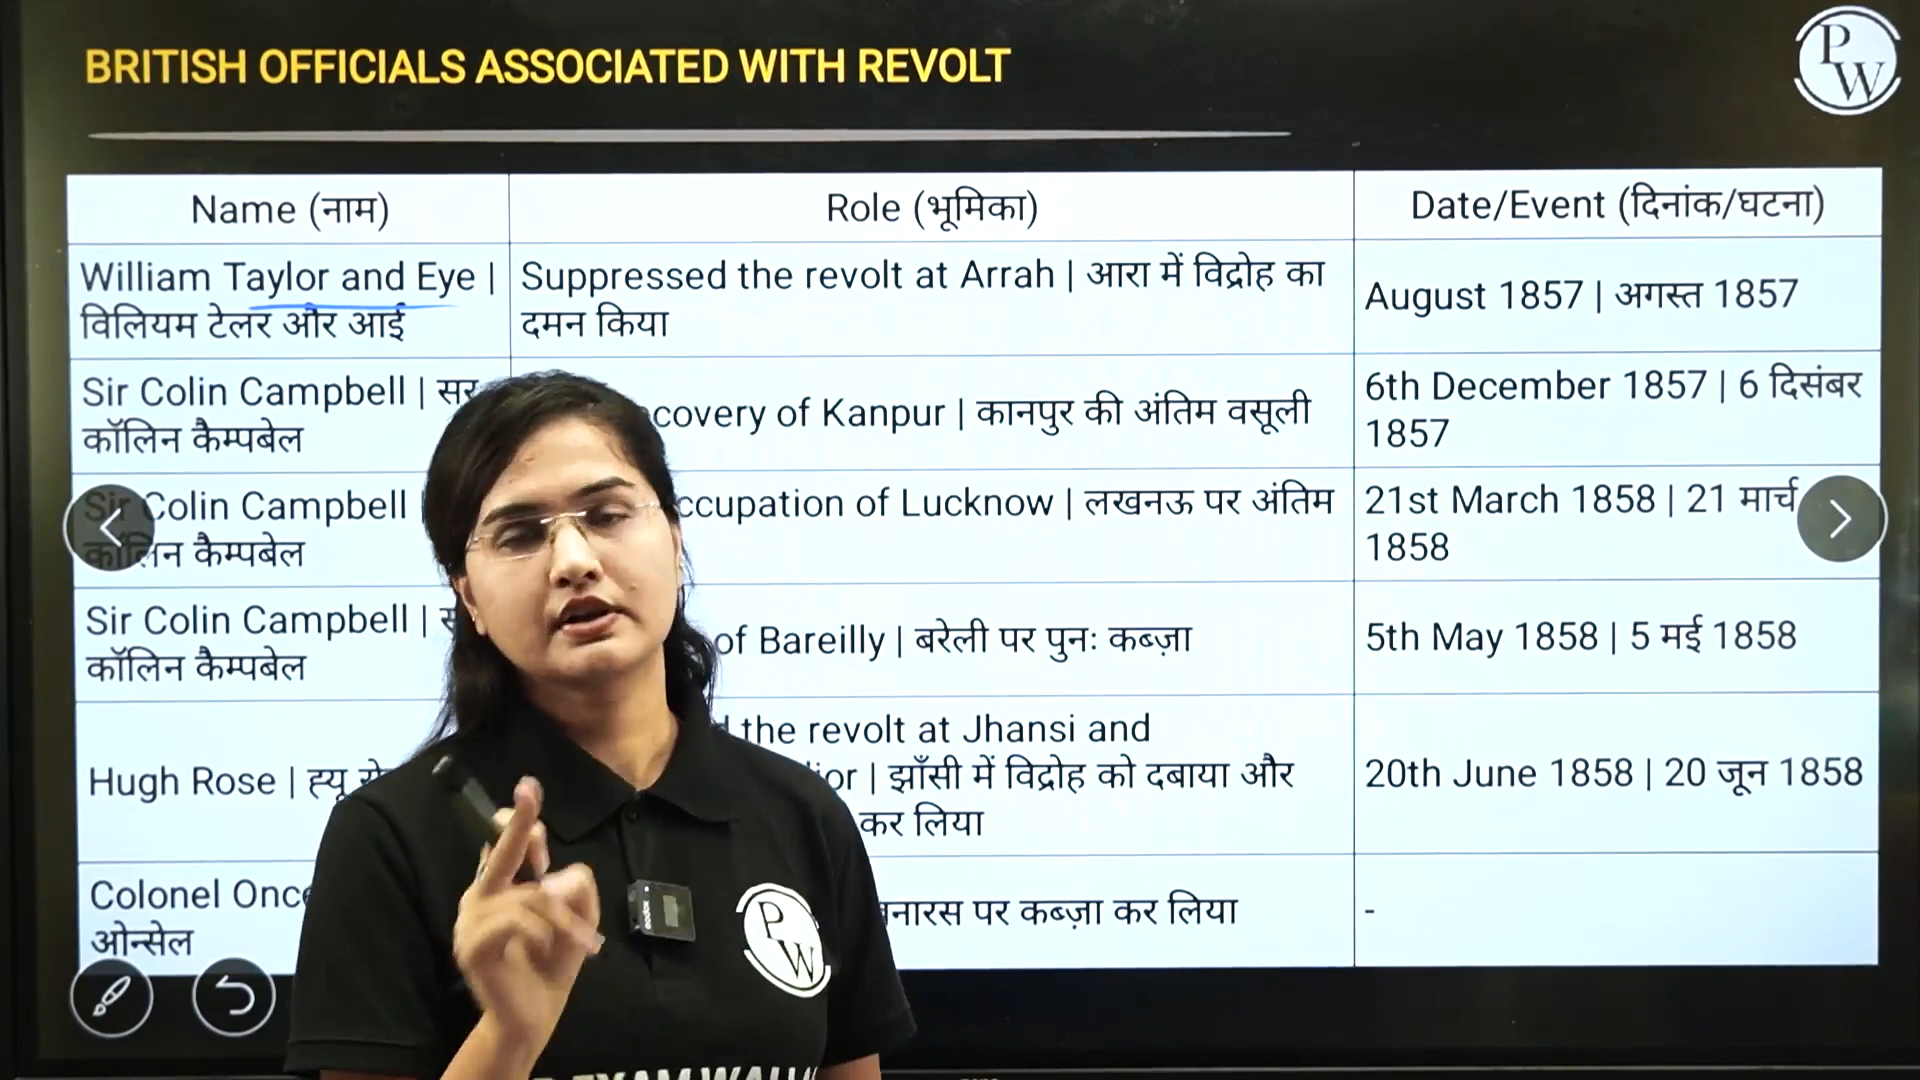 BRITISH OFFICIALS ASSOCIATED WITH REVOLT
PW
Name (नाम)
Role (भूमिका)
Date/Event (दिनांक/घटना)
William Taylor and Eye |
विलियम टेलर और आई
Suppressed the revolt at Arrah | आरा में विद्रोह का
दमन किया
August 1857 | अगस्त 1857
Sir Colin Campbell | सर
कॉलिन कैम्पबेल
covery of Kanpur | कानपुर की अंतिम वसूली
6th December 1857 | 6 दिसंबर
1857
Sir Colin Campbell
कॉलिन कैम्पबेल
ccupation of Lucknow | लखनऊ पर अंतिम
21st March 1858 | 21 मार्च
1858
Sir Colin Campbell |
कॉलिन कैम्पबेल
of Bareilly | बरेली पर पुनः कब्ज़ा
5th May 1858 | 5 मई 1858
Hugh Rose | ह्यू
the revolt at Jhansi and
ior | झाँसी में विद्रोह को दबाया और
कर लिया
20th June 1858 | 20 जून 1858
Colonel Once
ओन्सेल
नारस पर कब्ज़ा कर लिया
-
PW